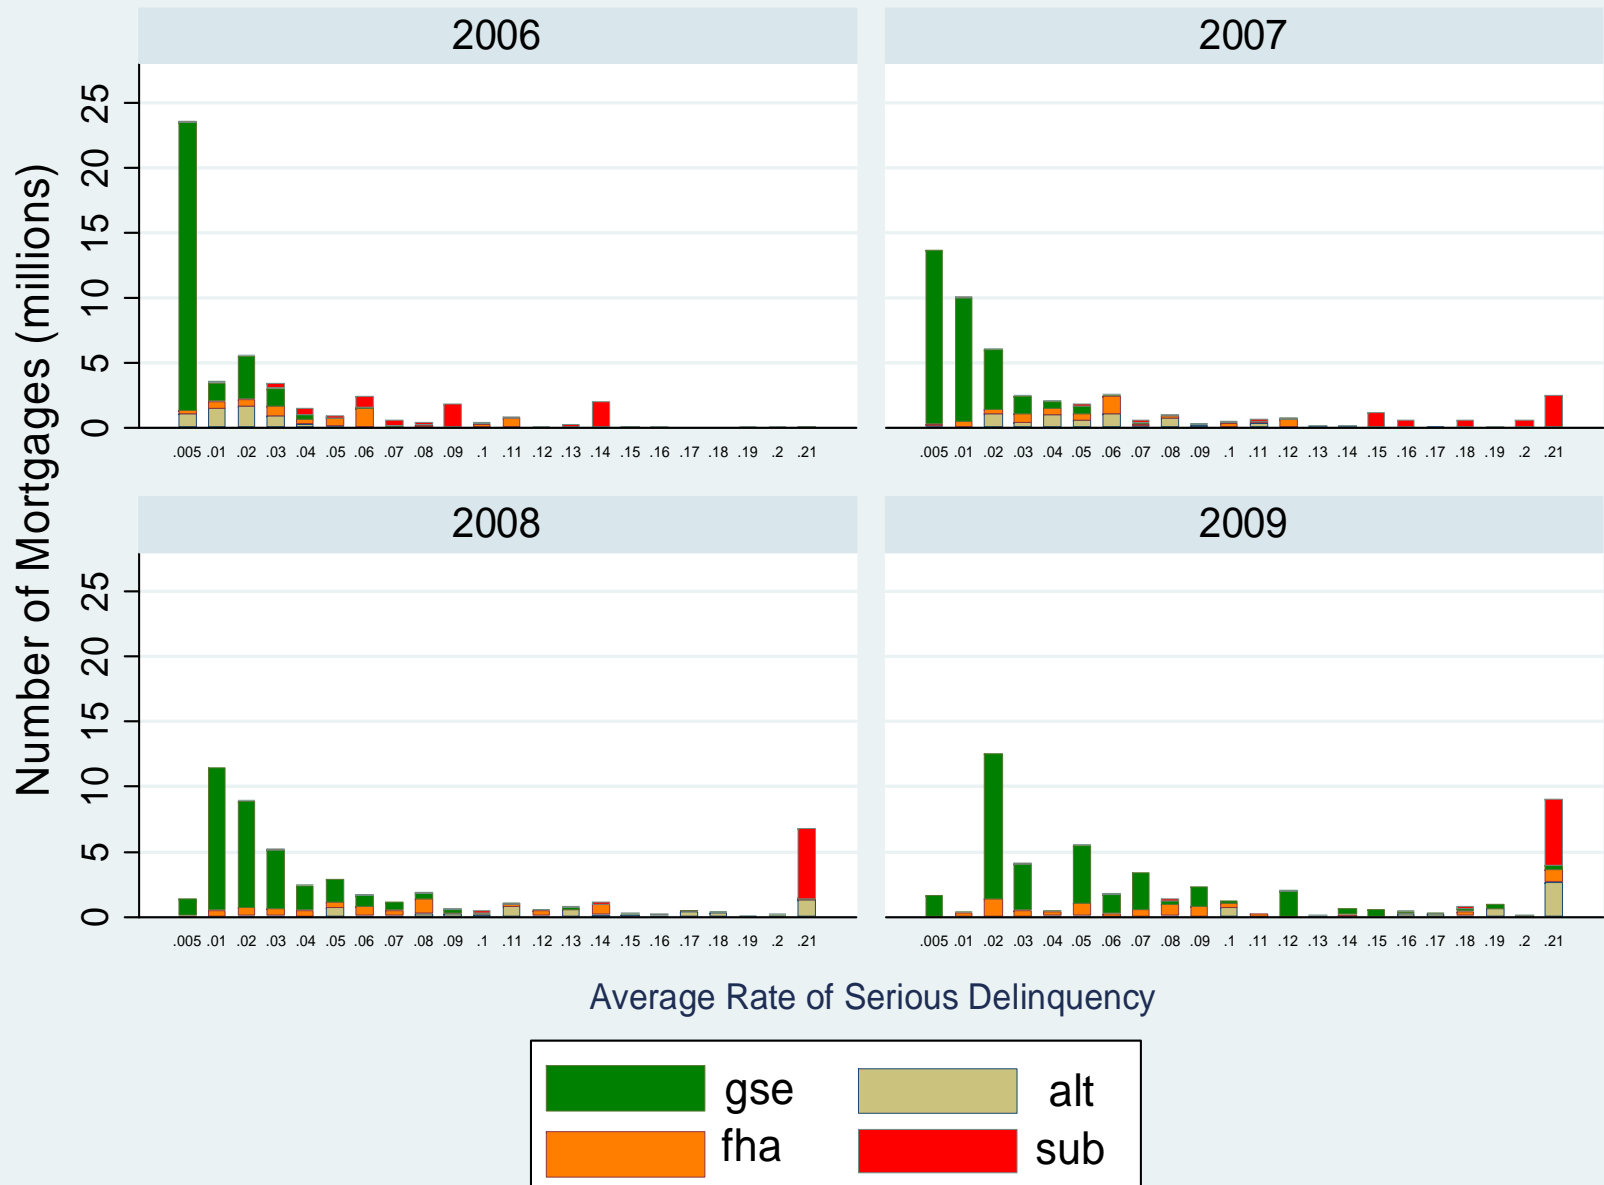 2006
2007
25
20
15
10
5
0
.005 .01 .02 .03 .04 .05 .06 .07 .08 .09 .1 .11 .12 .13 .14 .15 .16 .17 .18 .19 .2 .21
.005 .01 .02 .03 .04 .05 .06 .07 .08 .09 .1 .11 .12 .13 .14 .15 .16 .17 .18 .19 .2 .21
Number of Mortgages (millions)
2008
2009
25
20
15
10
5
0
.005 .01 .02 .03 .04 .05 .06 .07 .08 .09 .1 .11 .12 .13 .14 .15 .16 .17 .18 .19 .2 .21
.005 .01 .02 .03 .04 .05 .06 .07 .08 .09 .1 .11 .12 .13 .14 .15 .16 .17 .18 .19 .2 .21
Average Rate of Serious Delinquency
gse alt
fha sub